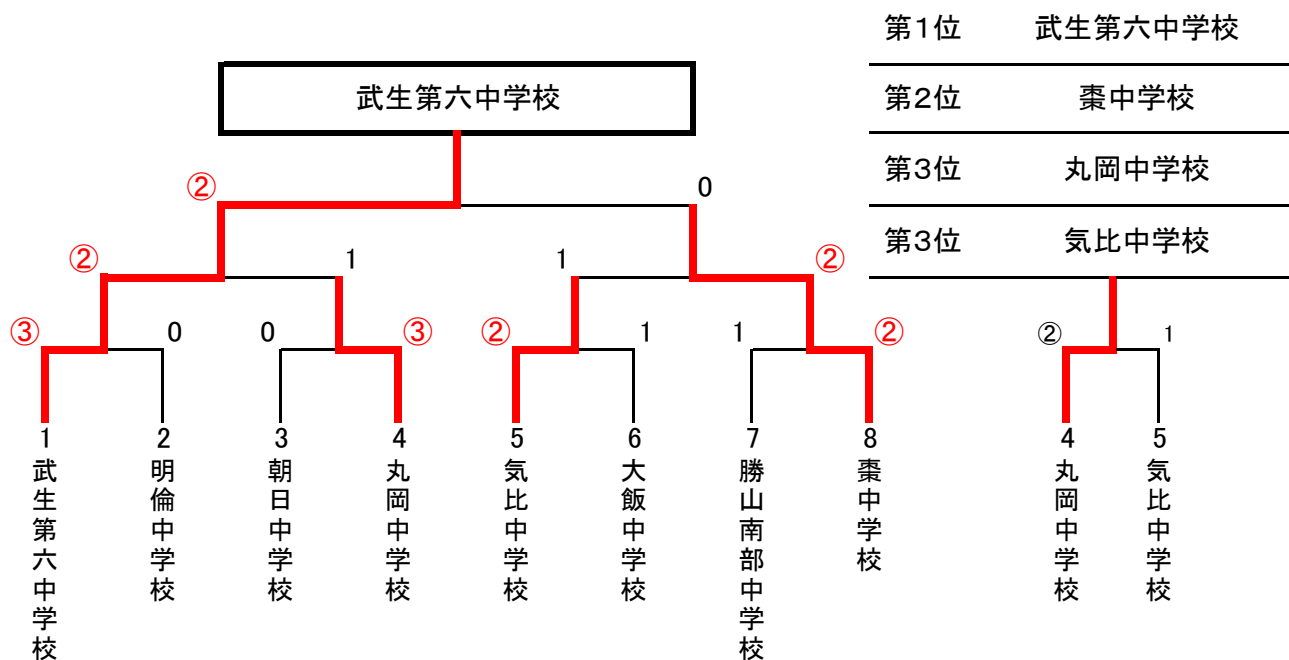 第1位 武生第六中学校
第2位 棗中学校
第3位 丸岡中学校
第3位 気比中学校
武生第六中学校
② 0
② 1 1 ②
③ 0 0 ③ ② 1 1 ② ② 1
1 2 3 4 5 6 7 8 4 5
武生第六中学校
明倫中学校
朝日中学校
丸岡中学校
気比中学校
大飯中学校
勝山南部中学校
棗中学校
丸岡中学校
気比中学校